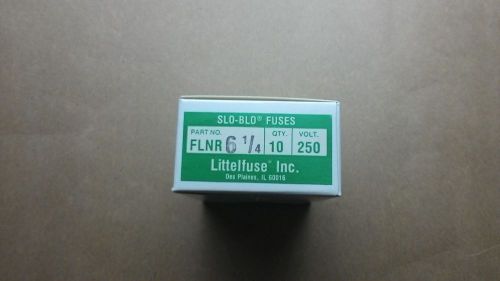 SLO-BLO® FUSES
PART NO. QTY. VOLT.
FLNR 6 1/4 10 250
Littelfuse® Inc.
Des Plaines, IL 60016